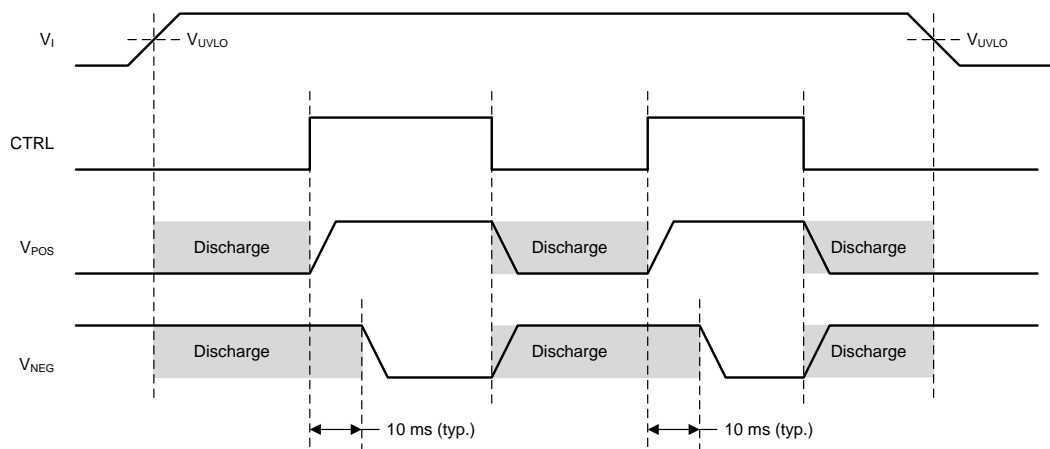 VI
VUVLO
VUVLO
CTRL
VPOS
Discharge
Discharge
Discharge
VNEG
Discharge
Discharge
Discharge
10 ms (typ.)
10 ms (typ.)